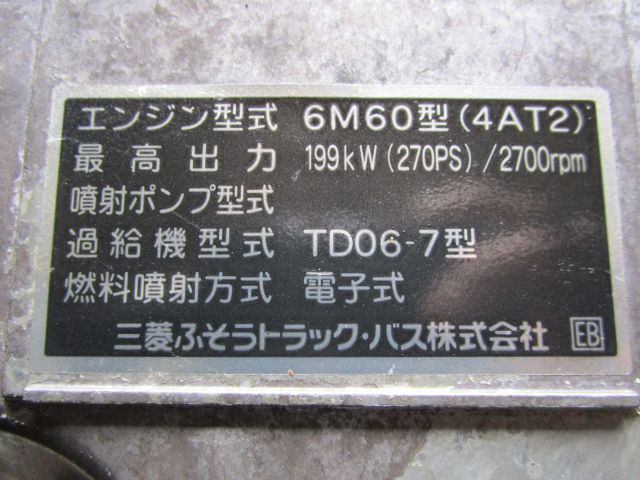 エンジン型式 6M60型(4AT2)
最高出力 199kW(270PS)/2700rpm
噴射ポンプ型式
過給機型式 TD06-7型
燃料噴射方式 電子式
三菱ふそうトラック・バス株式会社 EB